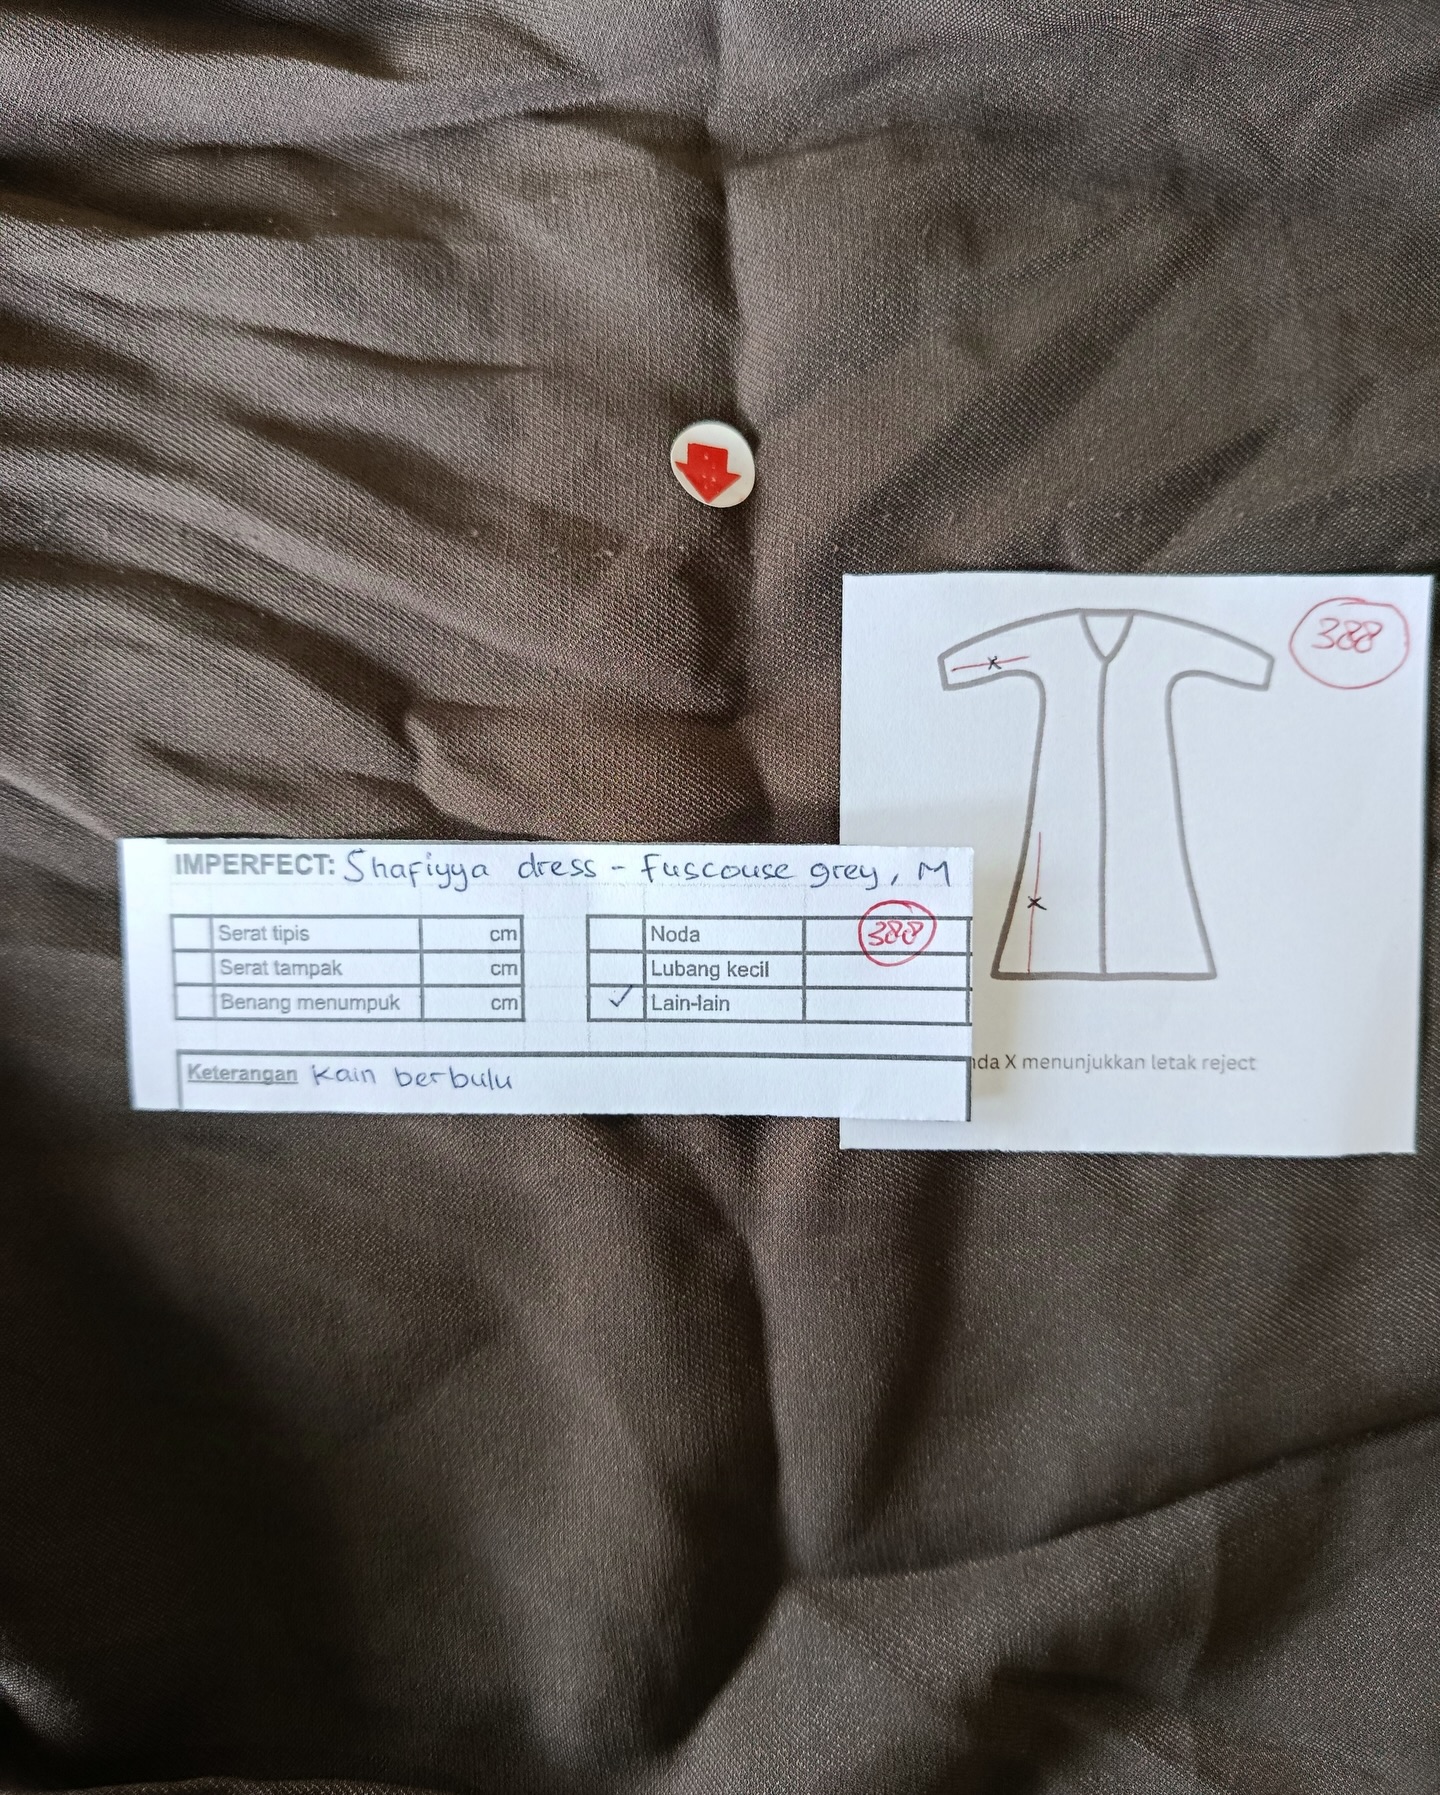 388
IMPERFECT: Shafiyya dress - Fuscouse grey, M
Serat tipis cm
Serat tampak cm
Benang menumpuk cm
Noda 388
Lubang kecil
✓ Lain-lain
Keterangan Kain berbulu
nda X menunjukkan letak reject